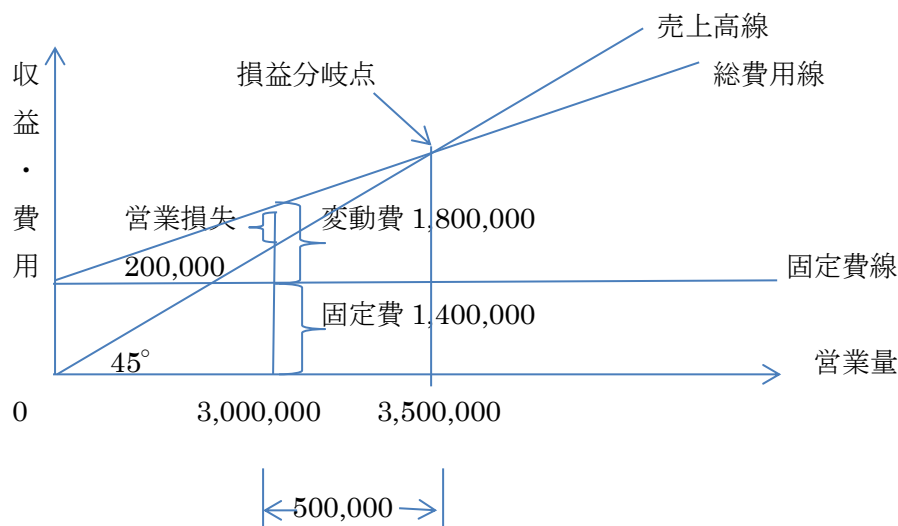 売上高線
収益・費用
損益分岐点
総費用線
営業損失
変動費 1,800,000
200,000
固定費線
固定費 1,400,000
45°
営業量
0
3,000,000
3,500,000
500,000